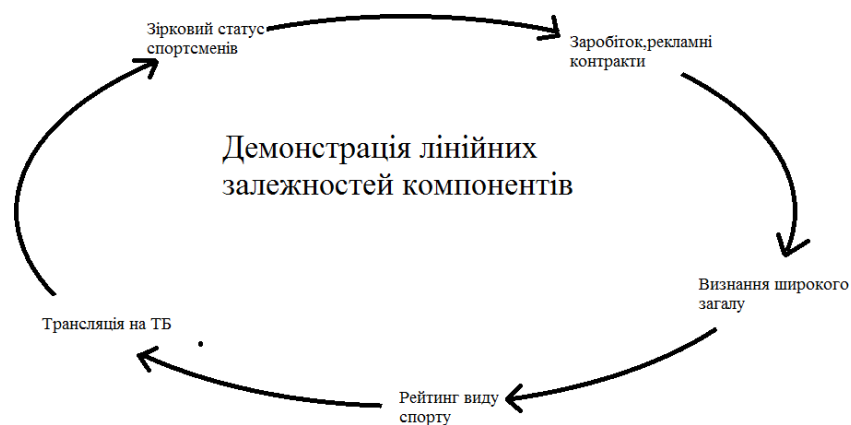 Зірковий статус
спортсменів
Заробіток,рекламні
контракти
Демонстрація лінійних
залежностей компонентів
Визнання широкого
загалу
Трансляція на ТБ
Рейтинг виду
спорту